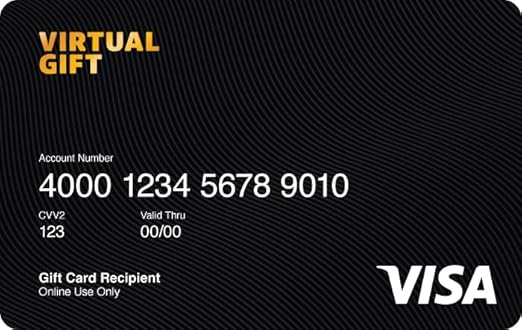 VIRTUAL
GIFT
Account Number
4000 1234 5678 9010
CVV2 Valid Thru
123 00/00
Gift Card Recipient
Online Use Only
VISA